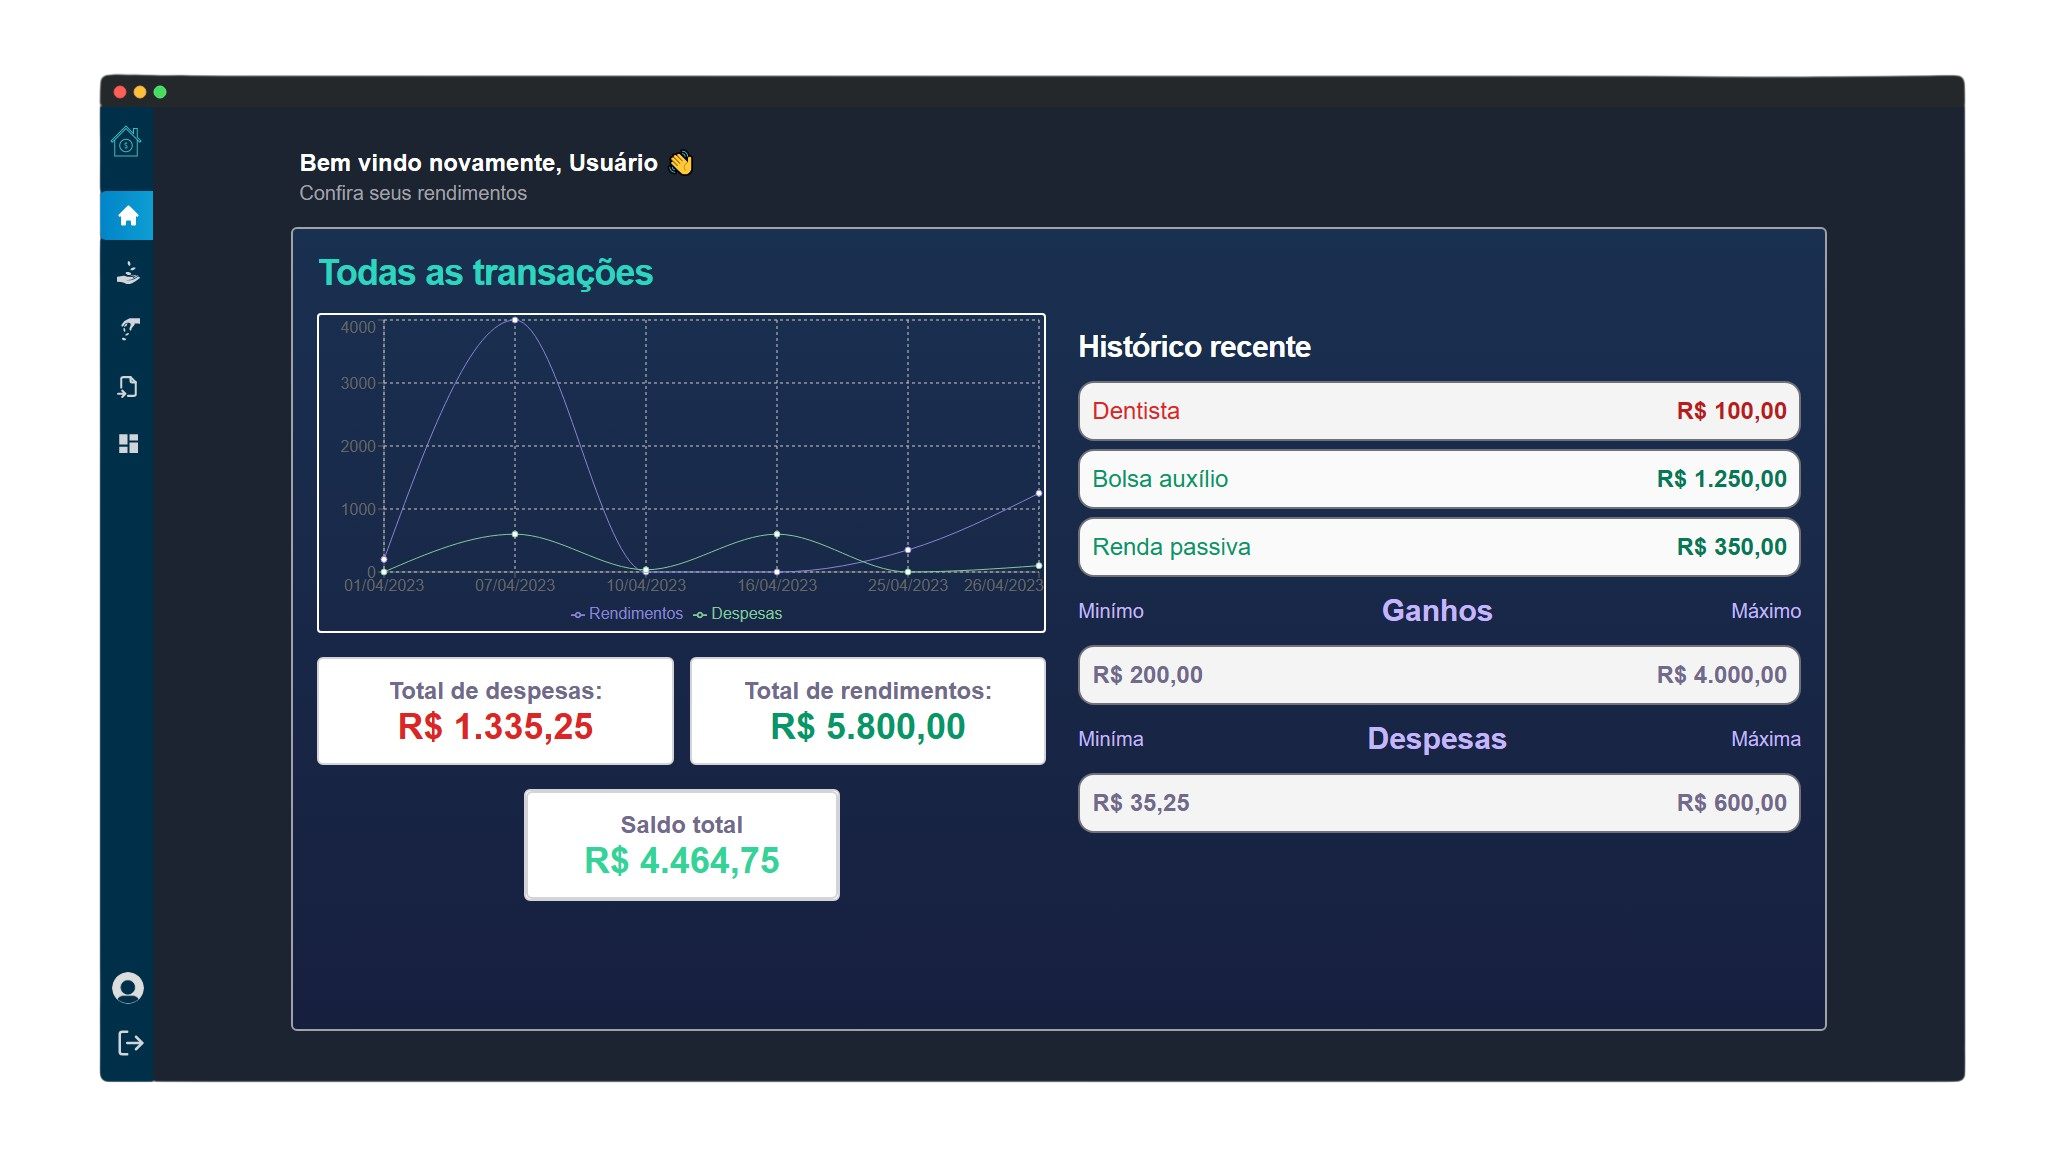 Bem vindo novamente, Usuário 👋
Confira seus rendimentos
Todas as transações
4000
3000
2000
1000
0
01/04/2023 07/04/2023 10/04/2023 16/04/2023 25/04/2023 26/04/2023
Rendimentos Despesas
Total de despesas:
R$ 1.335,25
Total de rendimentos:
R$ 5.800,00
Saldo total
R$ 4.464,75
Histórico recente
Dentista R$ 100,00
Bolsa auxílio R$ 1.250,00
Renda passiva R$ 350,00
Minímo Ganhos Máximo
R$ 200,00 R$ 4.000,00
Miníma Despesas Máxima
R$ 35,25 R$ 600,00